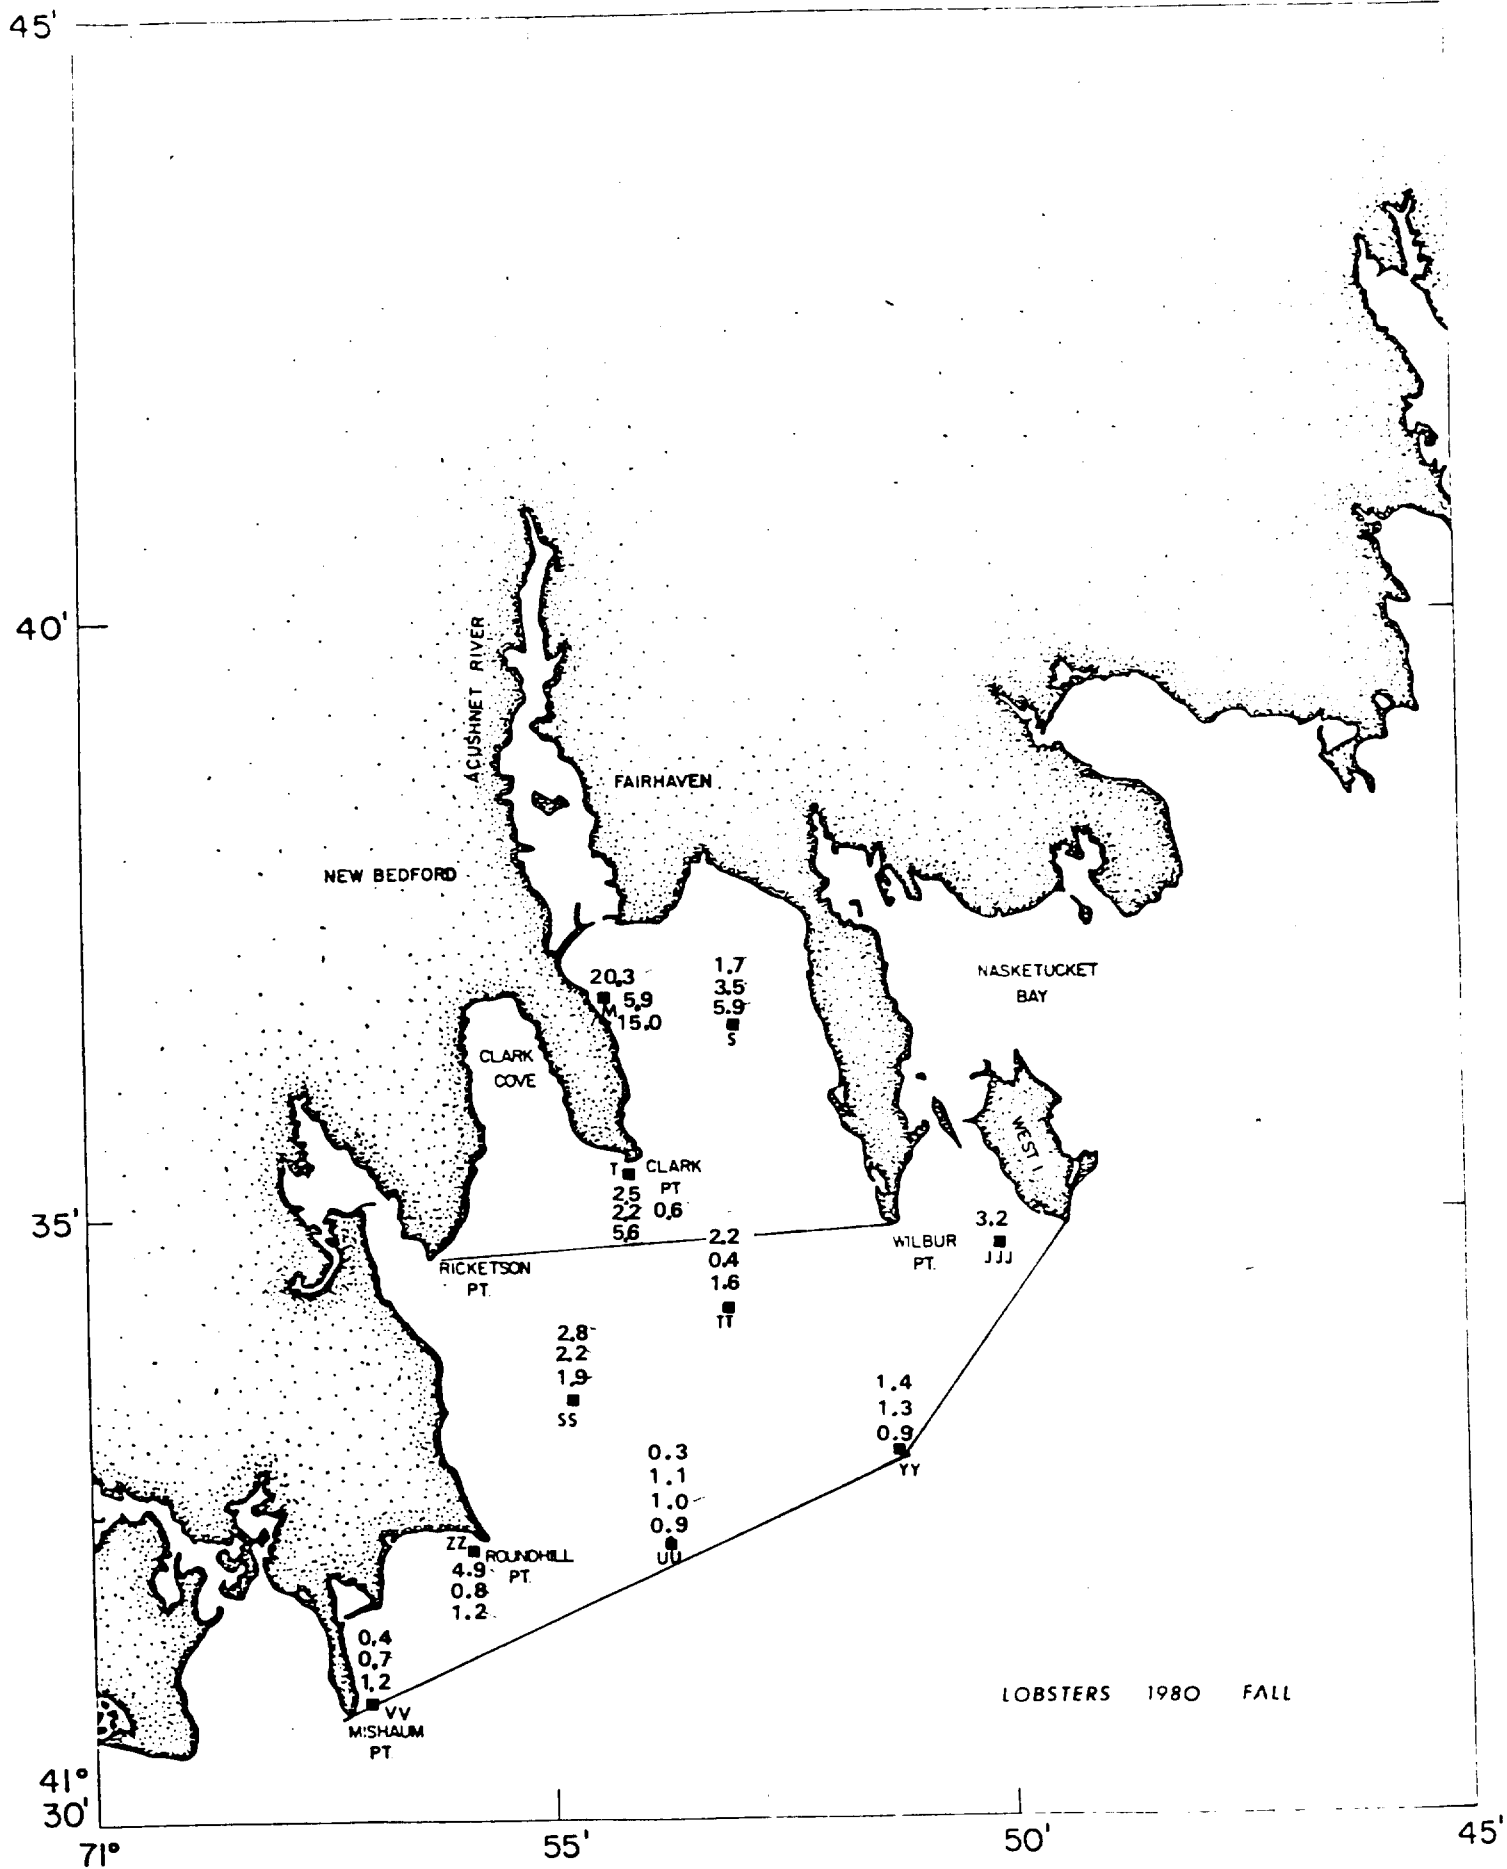 45'
40'
ACUSHNET RIVER
FAIRHAVEN
NEW BEDFORD
NASKETUCKET
BAY
20.3
M 5.9
15.0
1.7
3.5
5.9
S
CLARK
COVE
WEST I.
T
CLARK
PT
2.5
2.2 0.6
5.6
35'
RICKETSON
PT.
2.2
0.4
1.6
TT
WILBUR
PT.
3.2
JJJ
2.8
2.2
1.9
SS
1.4
1.3
0.9
YY
0.3
1.1
1.0
0.9
UU
ZZ
ROUNDHILL
PT.
4.9
0.8
1.2
0.4
0.7
1.2
VV
MISHAUM
PT.
LOBSTERS 1980 FALL
41°
30'
71°
55'
50'
45'